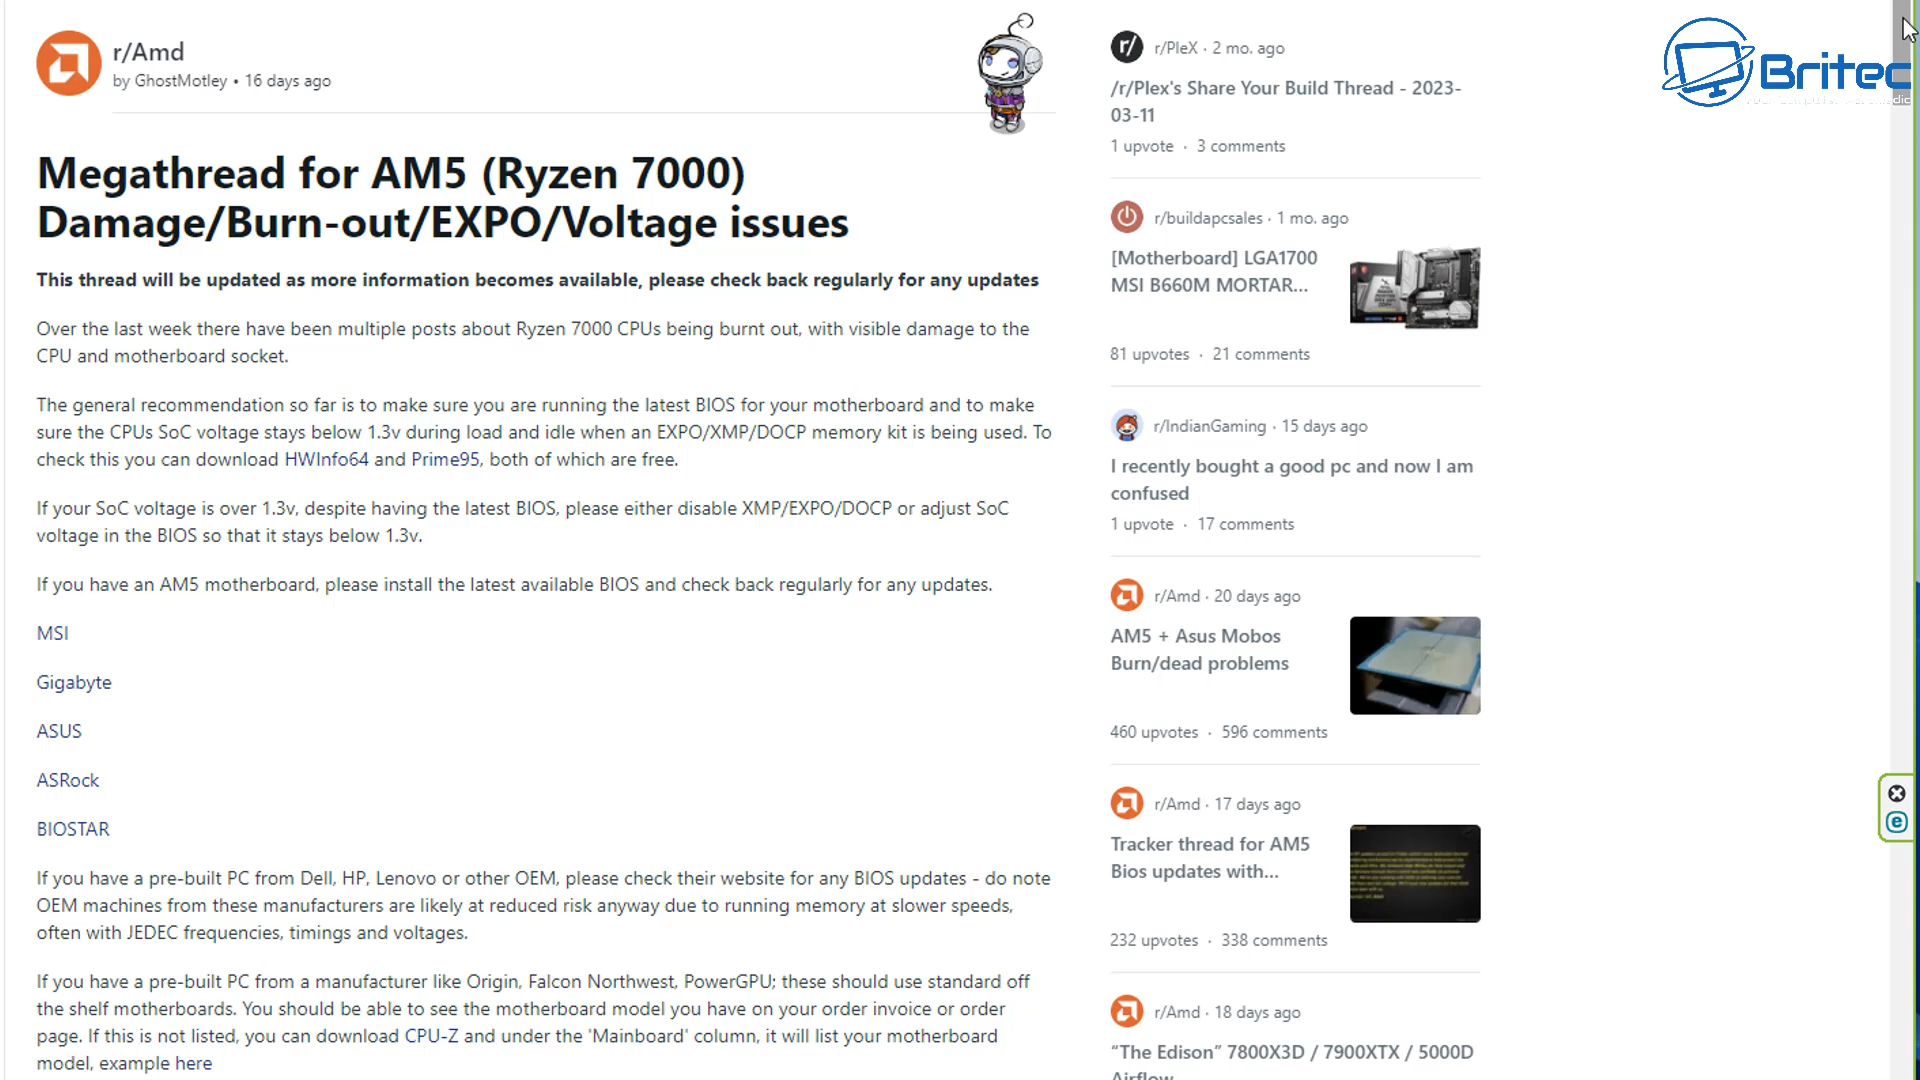 r/Amd
by GhostMotley • 16 days ago
Megathread for AM5 (Ryzen 7000)
Damage/Burn-out/EXPO/Voltage issues
This thread will be updated as more information becomes available, please check back regularly for any updates
Over the last week there have been multiple posts about Ryzen 7000 CPUs being burnt out, with visible damage to the
CPU and motherboard socket.
The general recommendation so far is to make sure you are running the latest BIOS for your motherboard and to make
sure the CPUs SoC voltage stays below 1.3v during load and idle when an EXPO/XMP/DOCP memory kit is being used. To
check this you can download HWInfo64 and Prime95, both of which are free.
If your SoC voltage is over 1.3v, despite having the latest BIOS, please either disable XMP/EXPO/DOCP or adjust SoC
voltage in the BIOS so that it stays below 1.3v.
If you have an AM5 motherboard, please install the latest available BIOS and check back regularly for any updates.
MSI
Gigabyte
ASUS
ASRock
BIOSTAR
If you have a pre-built PC from Dell, HP, Lenovo or other OEM, please check their website for any BIOS updates - do note
OEM machines from these manufacturers are likely at reduced risk anyway due to running memory at slower speeds,
often with JEDEC frequencies, timings and voltages.
If you have a pre-built PC from a manufacturer like Origin, Falcon Northwest, PowerGPU; these should use standard off
the shelf motherboards. You should be able to see the motherboard model you have on your order invoice or order
page. If this is not listed, you can download CPU-Z and under the 'Mainboard' column, it will list your motherboard
model, example here
r/
r/PleX · 2 mo. ago
/r/Plex's Share Your Build Thread - 2023-
03-11
1 upvote · 3 comments
r/buildapcsales · 1 mo. ago
[Motherboard] LGA1700
MSI B660M MORTAR...
81 upvotes · 21 comments
r/IndianGaming · 15 days ago
I recently bought a good pc and now I am
confused
1 upvote · 17 comments
r/Amd · 20 days ago
AM5 + Asus Mobos
Burn/dead problems
460 upvotes · 596 comments
r/Amd · 17 days ago
Tracker thread for AM5
Bios updates with...
232 upvotes · 338 comments
r/Amd · 18 days ago
“The Edison” 7800X3D / 7900XTX / 5000D
Airflow
Britec